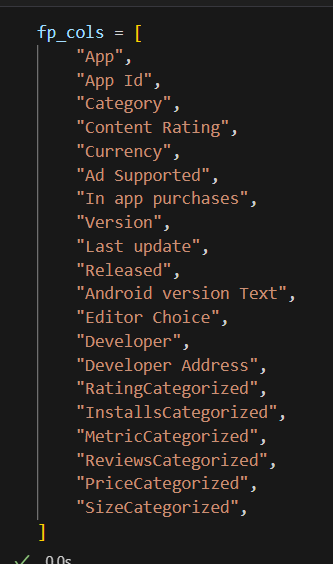 fp_cols = [
"App",
"App Id",
"Category",
"Content Rating",
"Currency",
"Ad Supported",
"In app purchases",
"Version",
"Last update",
"Released",
"Android version Text",
"Editor Choice",
"Developer",
"Developer Address",
"RatingCategorized",
"InstallsCategorized",
"MetricCategorized",
"ReviewsCategorized",
"PriceCategorized",
"SizeCategorized",
]
0.0s